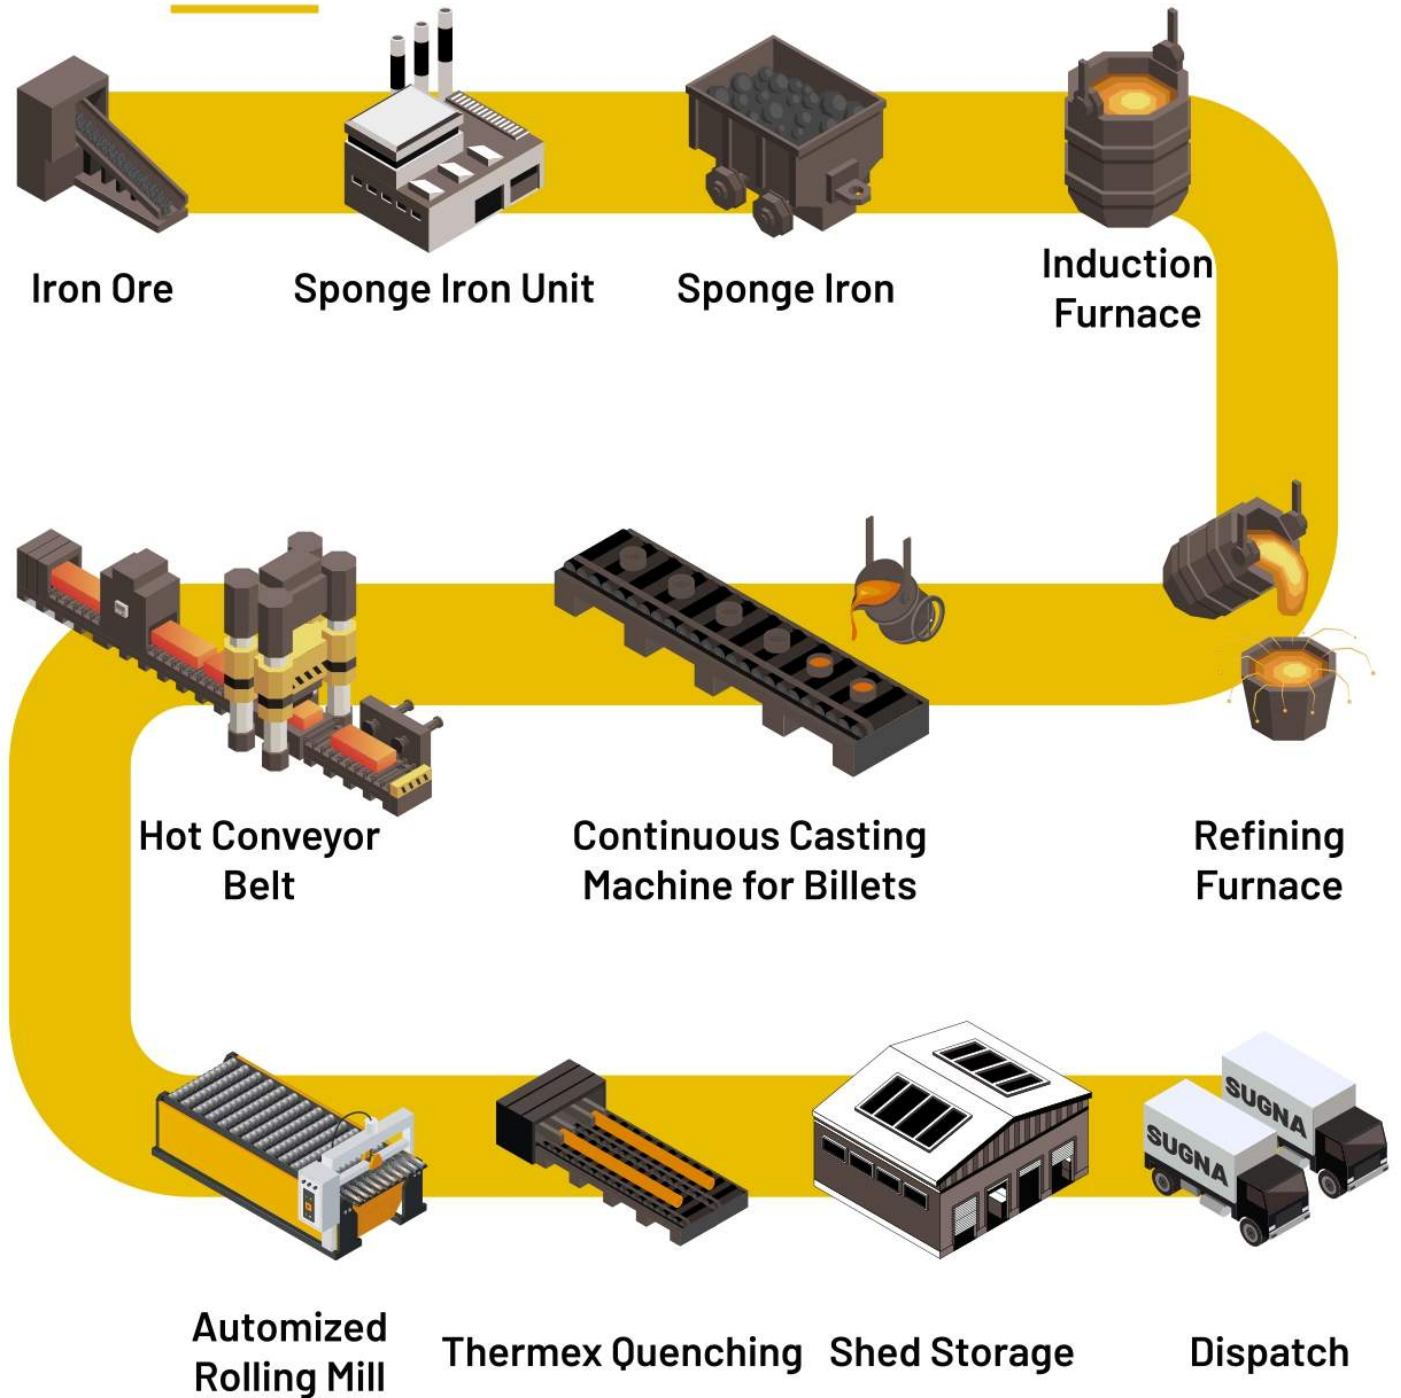 Iron Ore
Sponge Iron Unit
Sponge Iron
Induction
Furnace
Hot Conveyor
Belt
Continuous Casting
Machine for Billets
Refining
Furnace
SUGNA
SUGNA
Automized
Rolling Mill
Thermex Quenching
Shed Storage
Dispatch